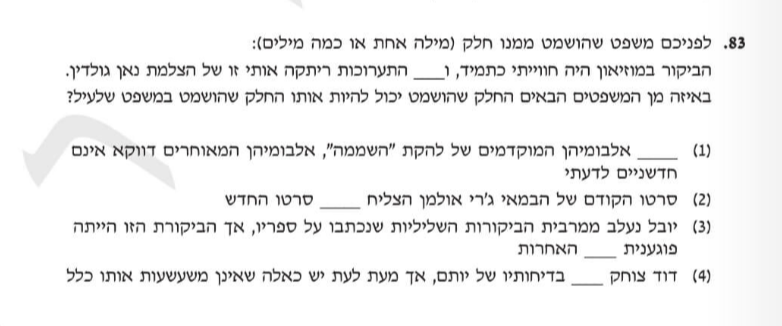 83. לפניכם משפט שהושמט ממנו חלק (מילה אחת או כמה מילים):
הביקור במוזיאון היה חווייתי כתמיד, ו____ התערוכות ריתקה אותי זו של הצלמת נאן גולדין.
באיזה מן המשפטים הבאים החלק שהושמט יכול להיות אותו החלק שהושמט במשפט שלעיל?
(1) _____ אלבומיהן המוקדמים של להקת "השממה", אלבומיהן המאוחרים דווקא אינם
חדשניים לדעתי
(2) סרטו הקודם של הבמאי ג'רי אולמן הצליח _____ סרטו החדש
(3) יובל נעלב ממרבית הביקורות השליליות שנכתבו על ספריו, אך הביקורת הזו הייתה
פוגענית ____ האחרות
(4) דוד צוחק ____ בדיחותיו של יותם, אך מעת לעת יש כאלה שאינן משעשעות אותו כלל